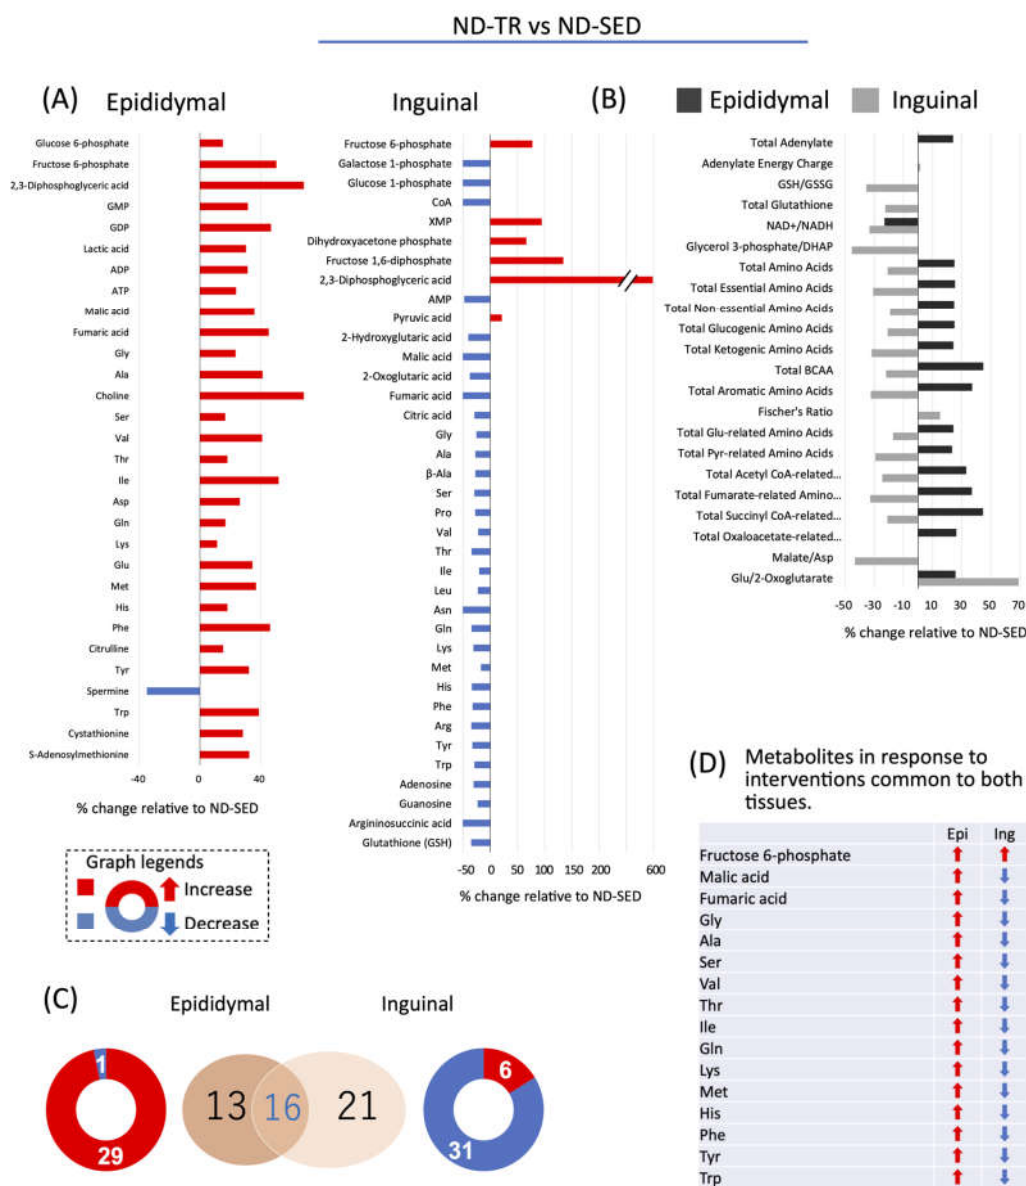 ND-TR vs ND-SED
(A)
Epididymal
Glucose 6-phosphate
Fructose 6-phosphate
2,3-Diphosphoglyceric acid
GMP
GDP
Lactic acid
ADP
ATP
Malic acid
Fumaric acid
Gly
Ala
Choline
Ser
Val
Thr
Ile
Asp
Gln
Lys
Glu
Met
His
Phe
Citrulline
Tyr
Spermine
Trp
Cystathionine
S-Adenosylmethionine
-40 0 40
% change relative to ND-SED
Inguinal
Fructose 6-phosphate
Galactose 1-phosphate
Glucose 1-phosphate
CoA
XMP
Dihydroxyacetone phosphate
Fructose 1,6-diphosphate
2,3-Diphosphoglyceric acid
AMP
Pyruvic acid
2-Hydroxyglutaric acid
Malic acid
2-Oxoglutaric acid
Fumaric acid
Citric acid
Gly
Ala
β-Ala
Ser
Pro
Val
Thr
Ile
Leu
Asn
Gln
Lys
Met
His
Phe
Arg
Tyr
Trp
Adenosine
Guanosine
Argininosuccinic acid
Glutathione (GSH)
-50 0 50 100 150 200 600
% change relative to ND-SED
(B)
Epididymal Inguinal
Total Adenylate
Adenylate Energy Charge
GSH/GSSG
Total Glutathione
NAD+/NADH
Glycerol 3-phosphate/DHAP
Total Amino Acids
Total Essential Amino Acids
Total Non-essential Amino Acids
Total Glucogenic Amino Acids
Total Ketogenic Amino Acids
Total BCAA
Total Aromatic Amino Acids
Fischer's Ratio
Total Glu-related Amino Acids
Total Pyr-related Amino Acids
Total Acetyl CoA-related...
Total Fumarate-related Amino...
Total Succinyl CoA-related...
Total Oxaloacetate-related...
Malate/Asp
Glu/2-Oxoglutarate
-50 -30 -10 10 30 50 70
% change relative to ND-SED
Graph legends
Increase
Decrease
(C)
Epididymal Inguinal
1
29
13 16 21
6
31
(D) Metabolites in response to
interventions common to both
tissues.
Epi Ing
Fructose 6-phosphate
Malic acid
Fumaric acid
Gly
Ala
Ser
Val
Thr
Ile
Gln
Lys
Met
His
Phe
Tyr
Trp